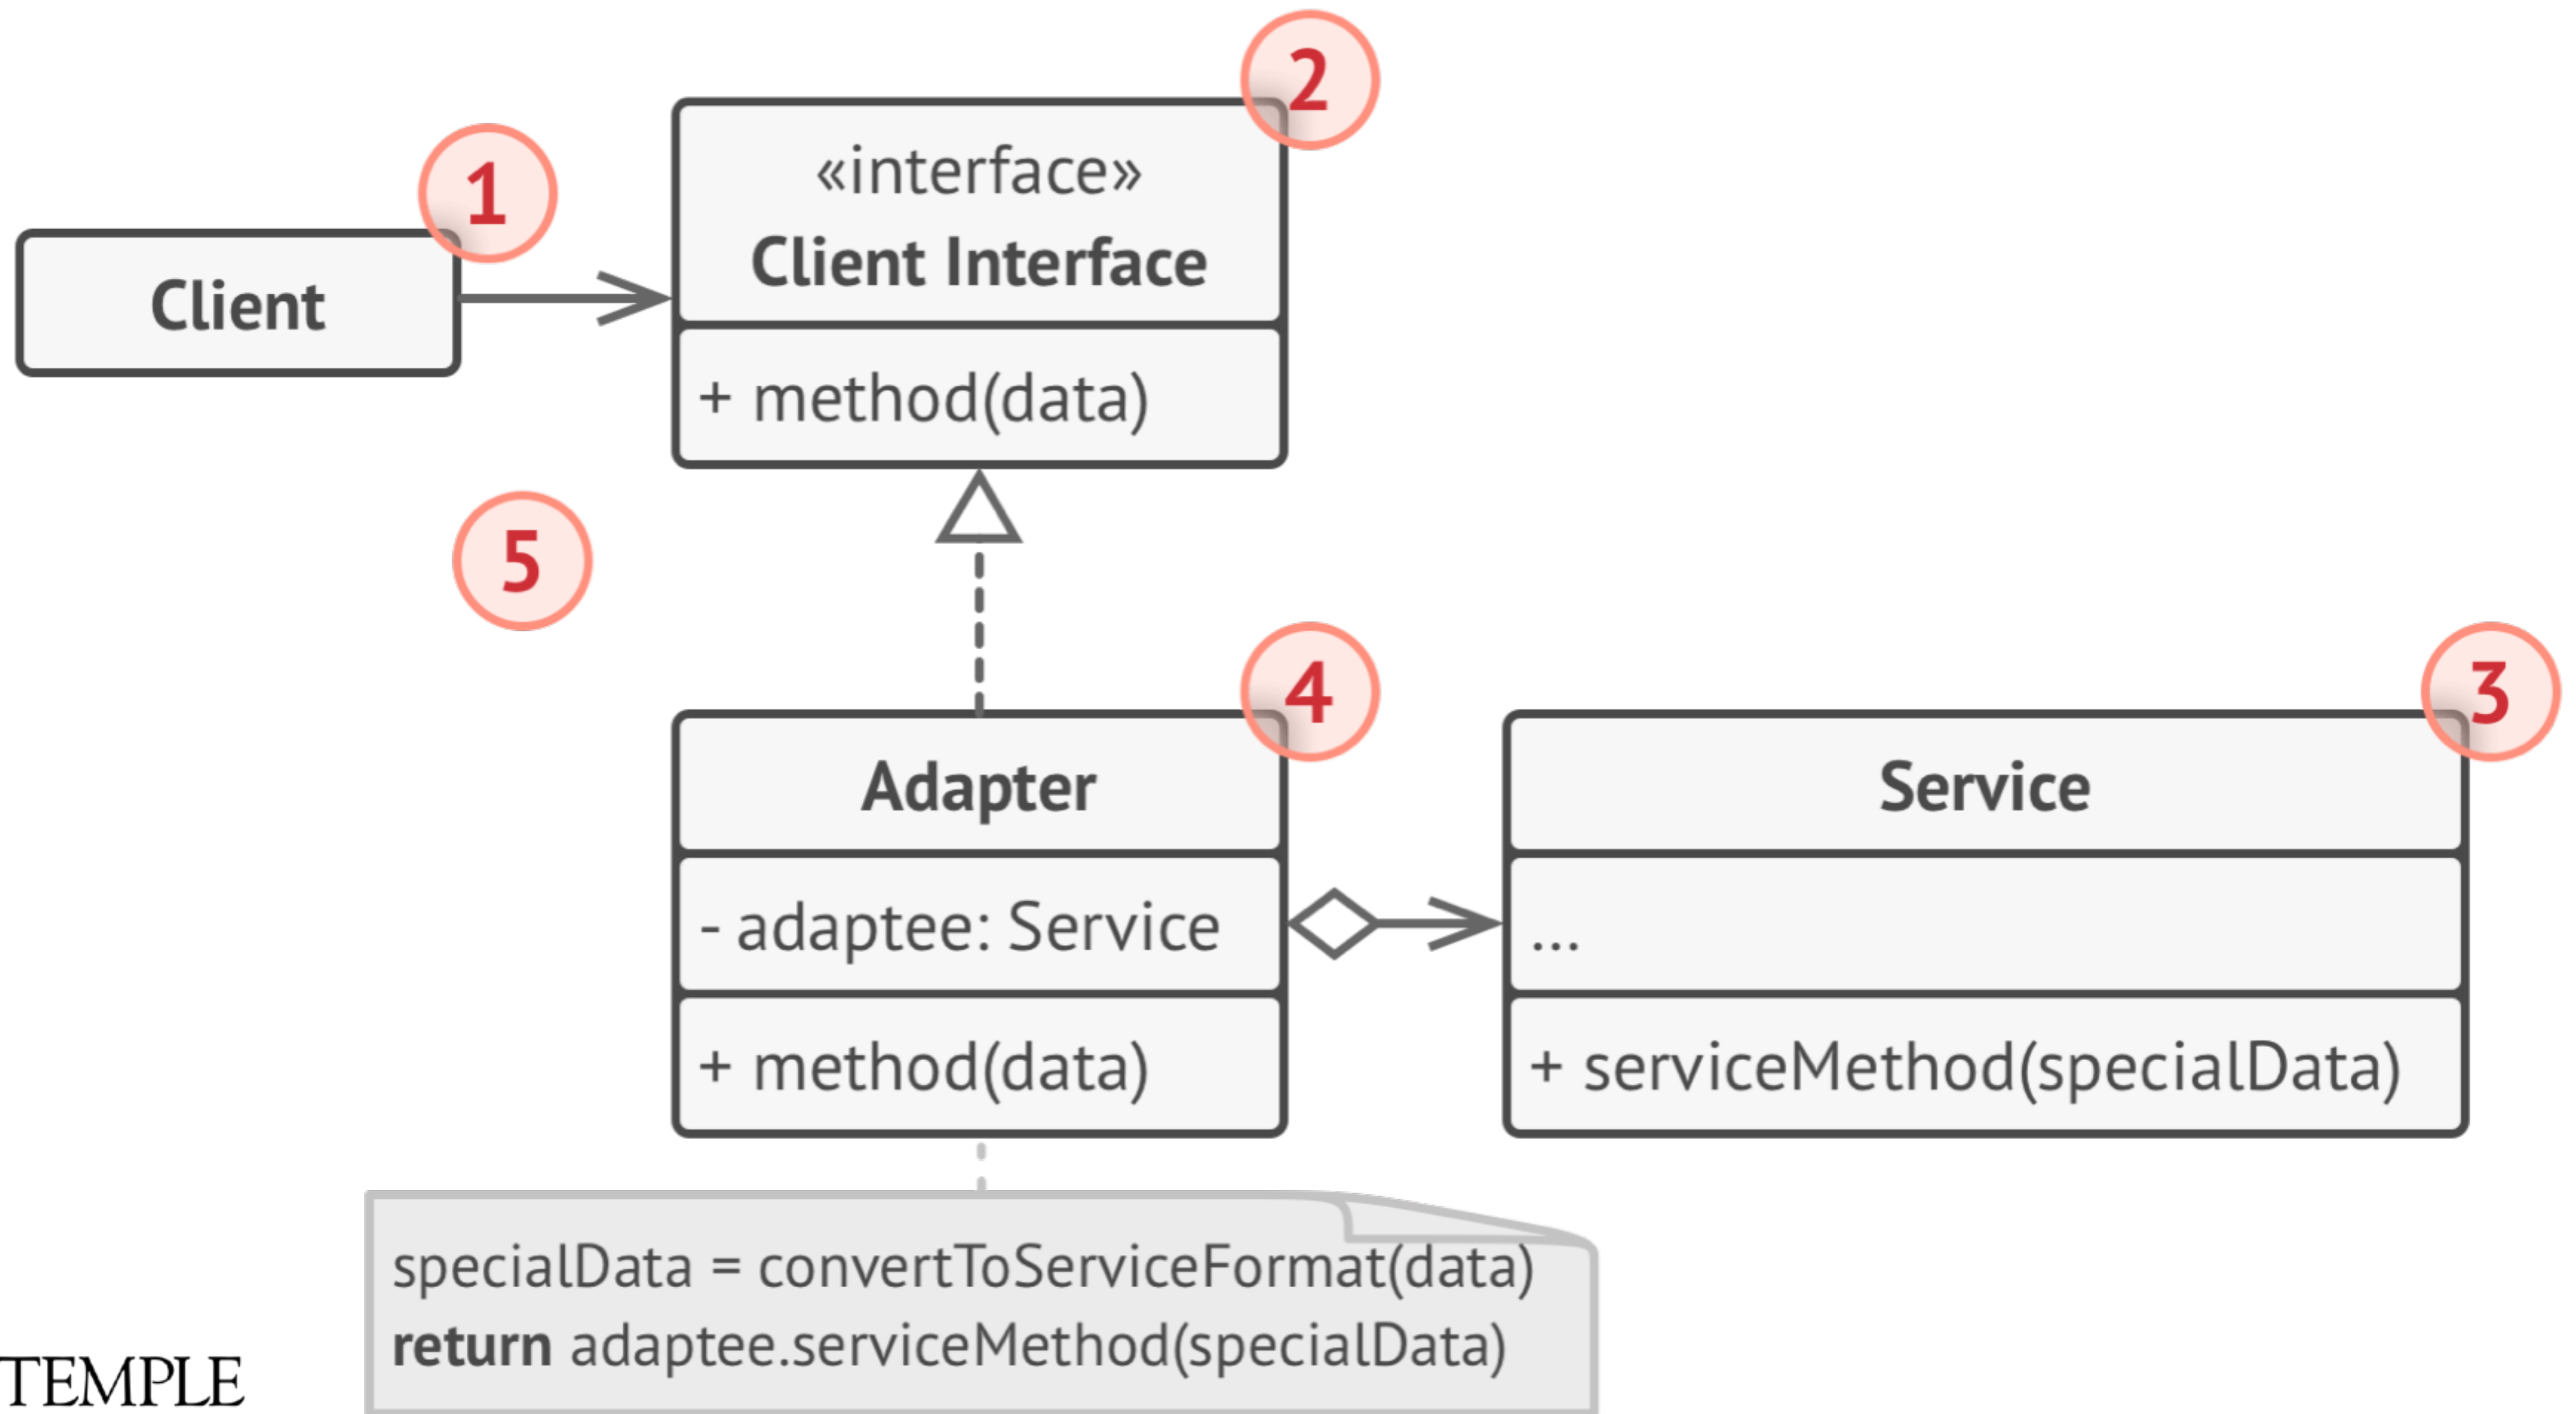 1
Client
2
«interface»
Client Interface
+ method(data)
5
4
Adapter
- adaptee: Service
+ method(data)
3
Service
...
+ serviceMethod(specialData)
specialData = convertToServiceFormat(data)
return adaptee.serviceMethod(specialData)
TEMPLE